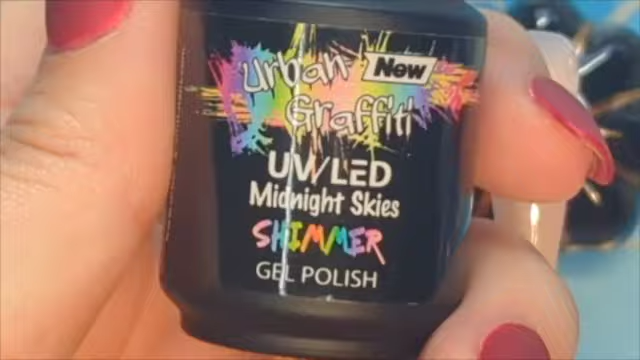 Urban New
Graffiti
UV/LED
Midnight Skies
SHIMMER
GEL POLISH